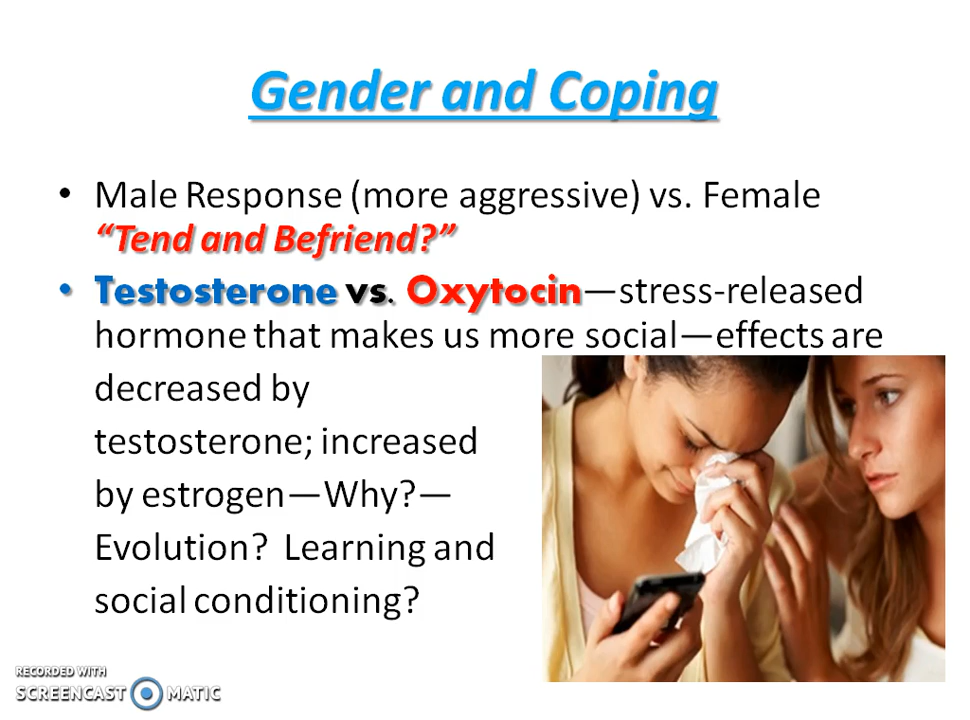 Gender and Coping
• Male Response (more aggressive) vs. Female
“Tend and Befriend?”
• Testosterone vs. Oxytocin—stress-released
hormone that makes us more social—effects are
decreased by
testosterone; increased
by estrogen—Why?—
Evolution? Learning and
social conditioning?
RECORDED WITH
SCREENCAST MATIC